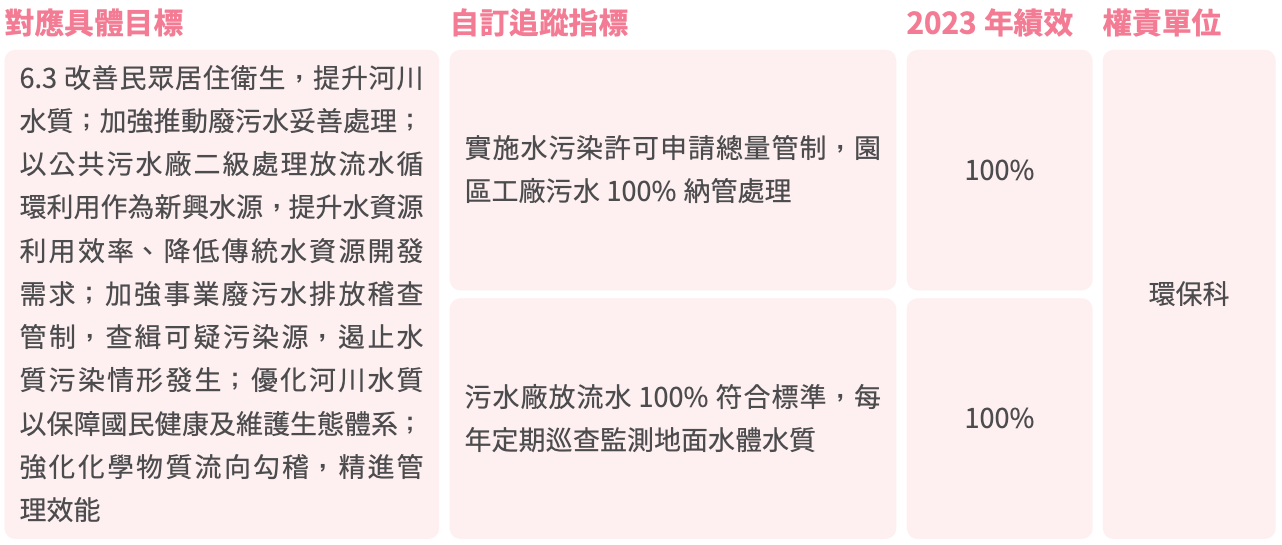 對應具體目標
自訂追蹤指標
2023 年績效
權責單位
6.3 改善民眾居住衛生，提升河川
水質；加強推動廢污水妥善處理；
以公共污水廠二級處理放流水循
環利用作為新興水源，提升水資源
利用效率、降低傳統水資源開發
需求；加強事業廢污水排放稽查
管制，查緝可疑污染源，遏止水
質污染情形發生；優化河川水質
以保障國民健康及維護生態體系；
強化化學物質流向勾稽，精進管
理效能
實施水污染許可申請總量管制，園
區工廠污水 100% 納管處理
100%
污水廠放流水 100% 符合標準，每
年定期巡查監測地面水體水質
100%
環保科